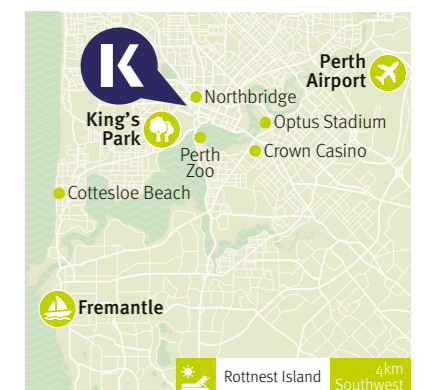 K
Perth
Airport
Northbridge
King's
Park
Optus Stadium
Perth
Zoo
Crown Casino
Cottesloe Beach
Fremantle
Rottnest Island
4km
Southwest